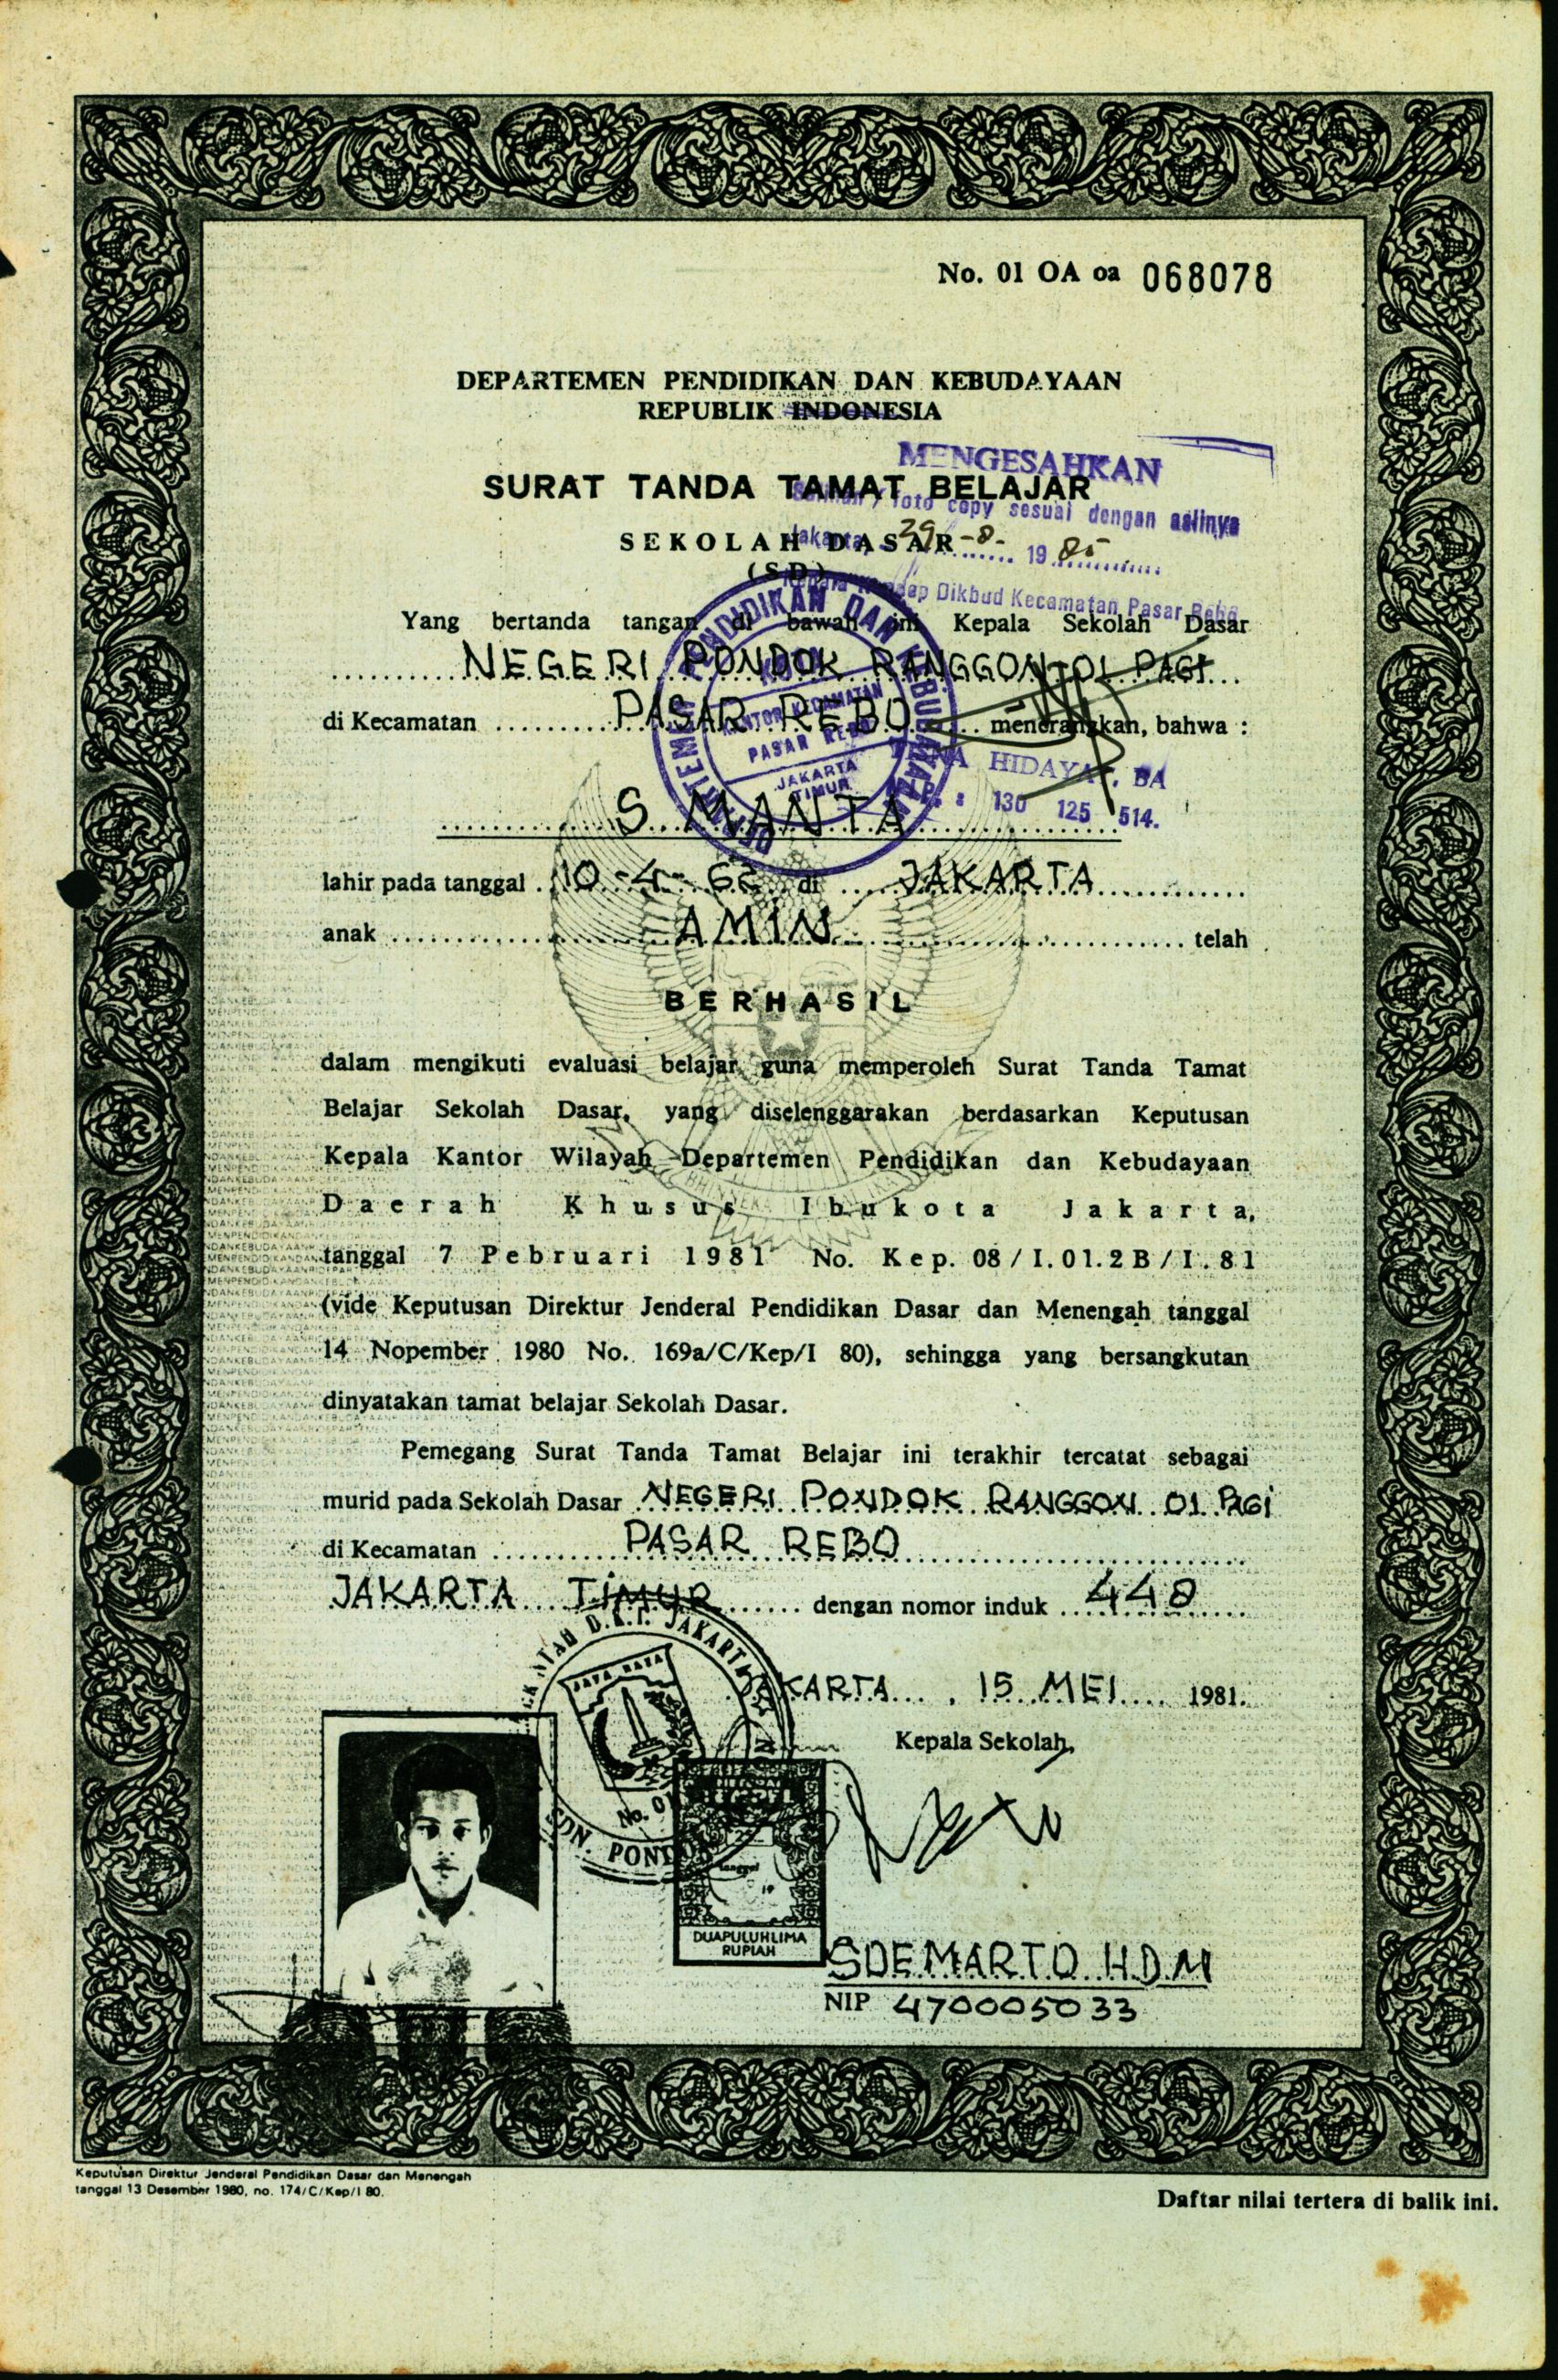 No. 01 OA oa 068078
DEPARTEMEN PENDIDIKAN DAN KEBUDAYAAN
REPUBLIK INDONESIA
MENGESAHKAN
SURAT TANDA TAMAT BELAJAR
Salinan / foto copy sesuai dengan aslinya
SEKOLAH DASAR
Jakarta, 29-8-1985
(SD)
Dikbud Kecamatan Pasar Rebo
Yang bertanda tangan di bawah ini Kepala Sekolah Dasar
NEGERI PONDOK RANGGON 01 PAGI
di Kecamatan PASAR REBO menerangkan, bahwa :
DEPARTEMEN PENDIDIKAN DAN KEBUDAYAAN
KANTOR KECAMATAN
PASAR REBO
JAKARTA
TIMUR
HIDAYAT, BA
NIP. : 130 125 514.
S. MANTA
lahir pada tanggal 10-4-62 di JAKARTA
anak AMIN telah
BERHASIL
dalam mengikuti evaluasi belajar guna memperoleh Surat Tanda Tamat
Belajar Sekolah Dasar, yang diselenggarakan berdasarkan Keputusan
Kepala Kantor Wilayah Departemen Pendidikan dan Kebudayaan
Daerah Khusus Ibukota Jakarta,
tanggal 7 Pebruari 1981 No. Kep. 08/I.01.2B/I.81
(vide Keputusan Direktur Jenderal Pendidikan Dasar dan Menengah tanggal
14 Nopember 1980 No. 169a/C/Kep/I 80), sehingga yang bersangkutan
dinyatakan tamat belajar Sekolah Dasar.
Pemegang Surat Tanda Tamat Belajar ini terakhir tercatat sebagai
murid pada Sekolah Dasar NEGERI PONDOK RANGGON 01 PAGI
di Kecamatan PASAR REBO
JAKARTA TIMUR dengan nomor induk 448
D.K.I. JAKARTA
JAYA RAYA
No. 01
SDN. PONDOK
JAKARTA, 15 MEI 1981.
Kepala Sekolah,
tanggal
19
DUAPULUHLIMA
RUPIAH
SOEMARTO. H.D.M
NIP 470005033
Keputusan Direktur Jenderal Pendidikan Dasar dan Menengah
tanggal 13 Desember 1980, no. 174/C/Kep/I 80.
Daftar nilai tertera di balik ini.